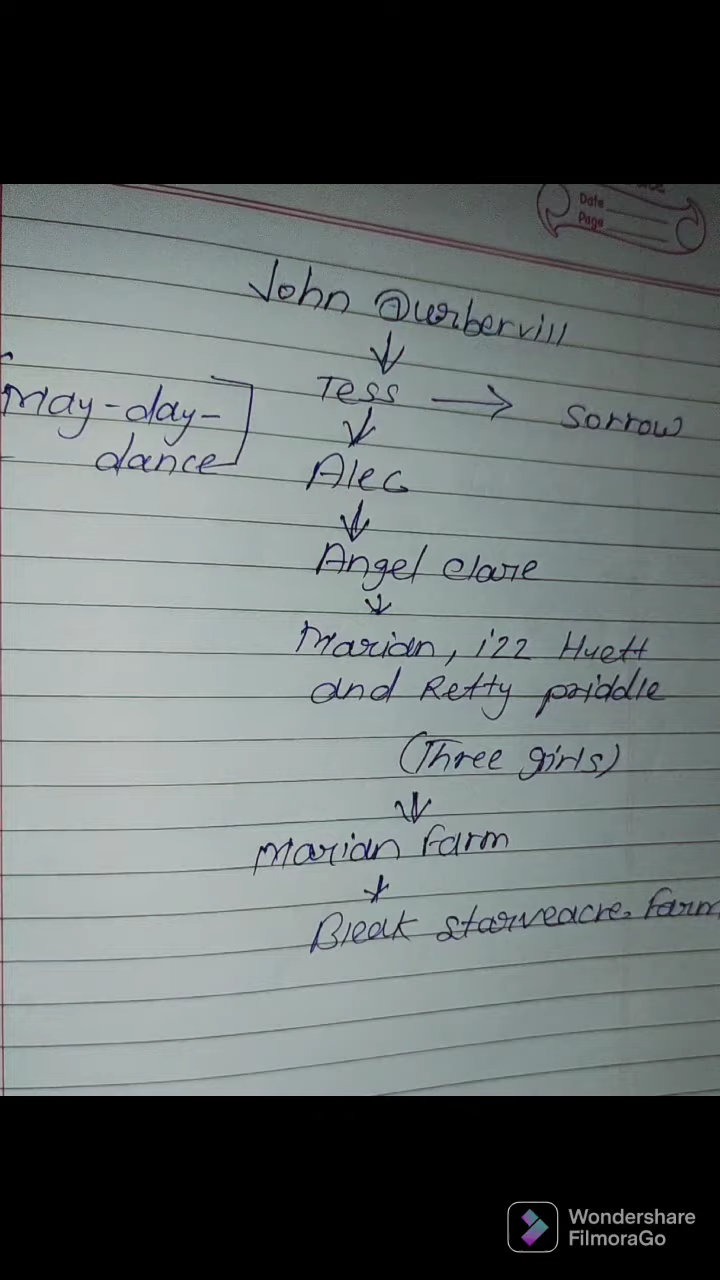 Date
Page
John Durbervill
↓
May-day-
dance
Tess → Sorrow
↓
Alec
↓
Angel clare
↓
Marian, izz Huett
and Retty priddle
(Three girls)
↓
Marian farm
Bleak starveacre farm
Wondershare
FilmoraGo